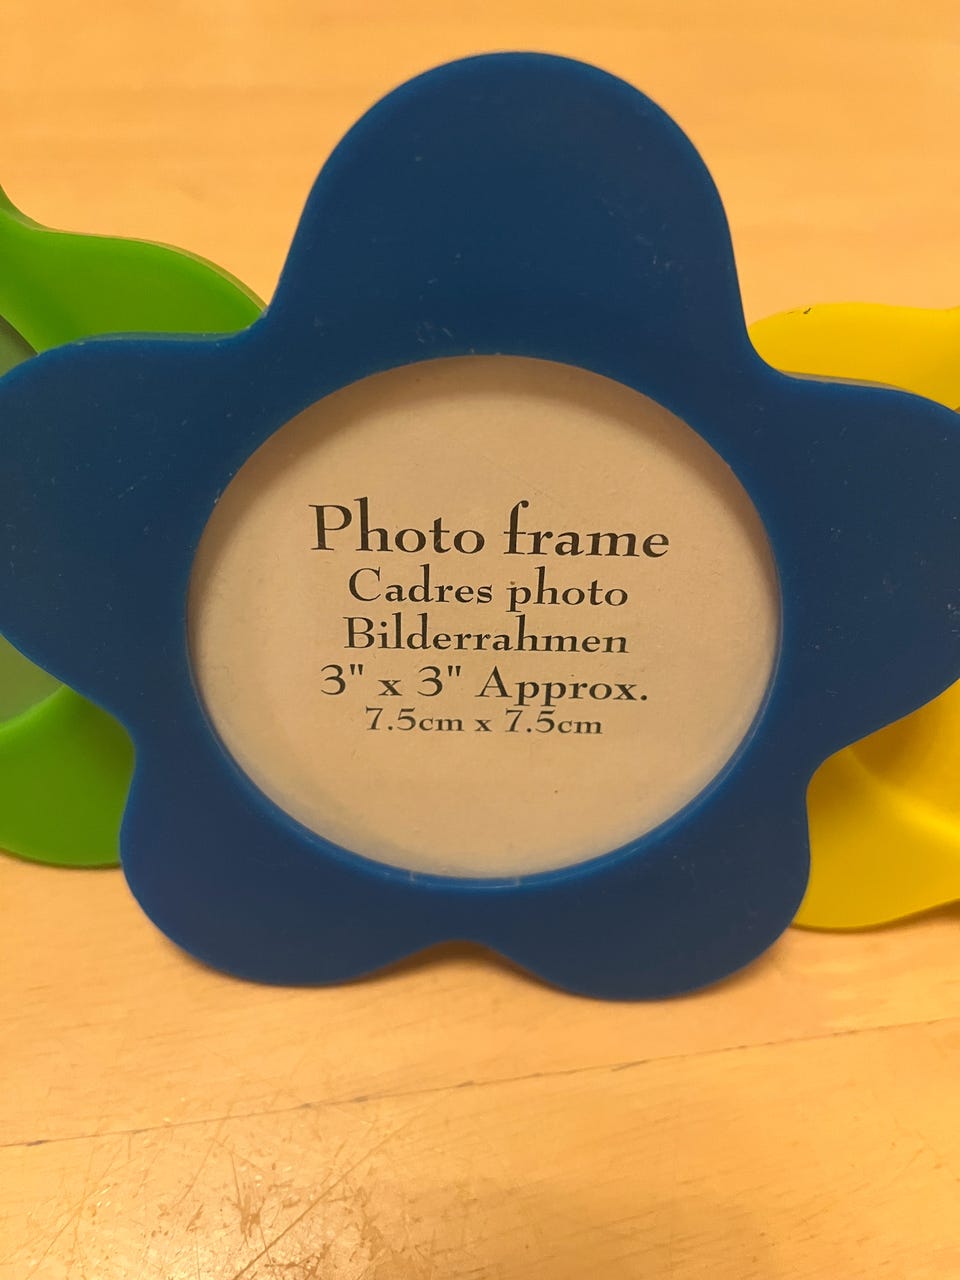 Photo frame
Cadres photo
Bilderrahmen
3" x 3" Approx.
7.5cm x 7.5cm